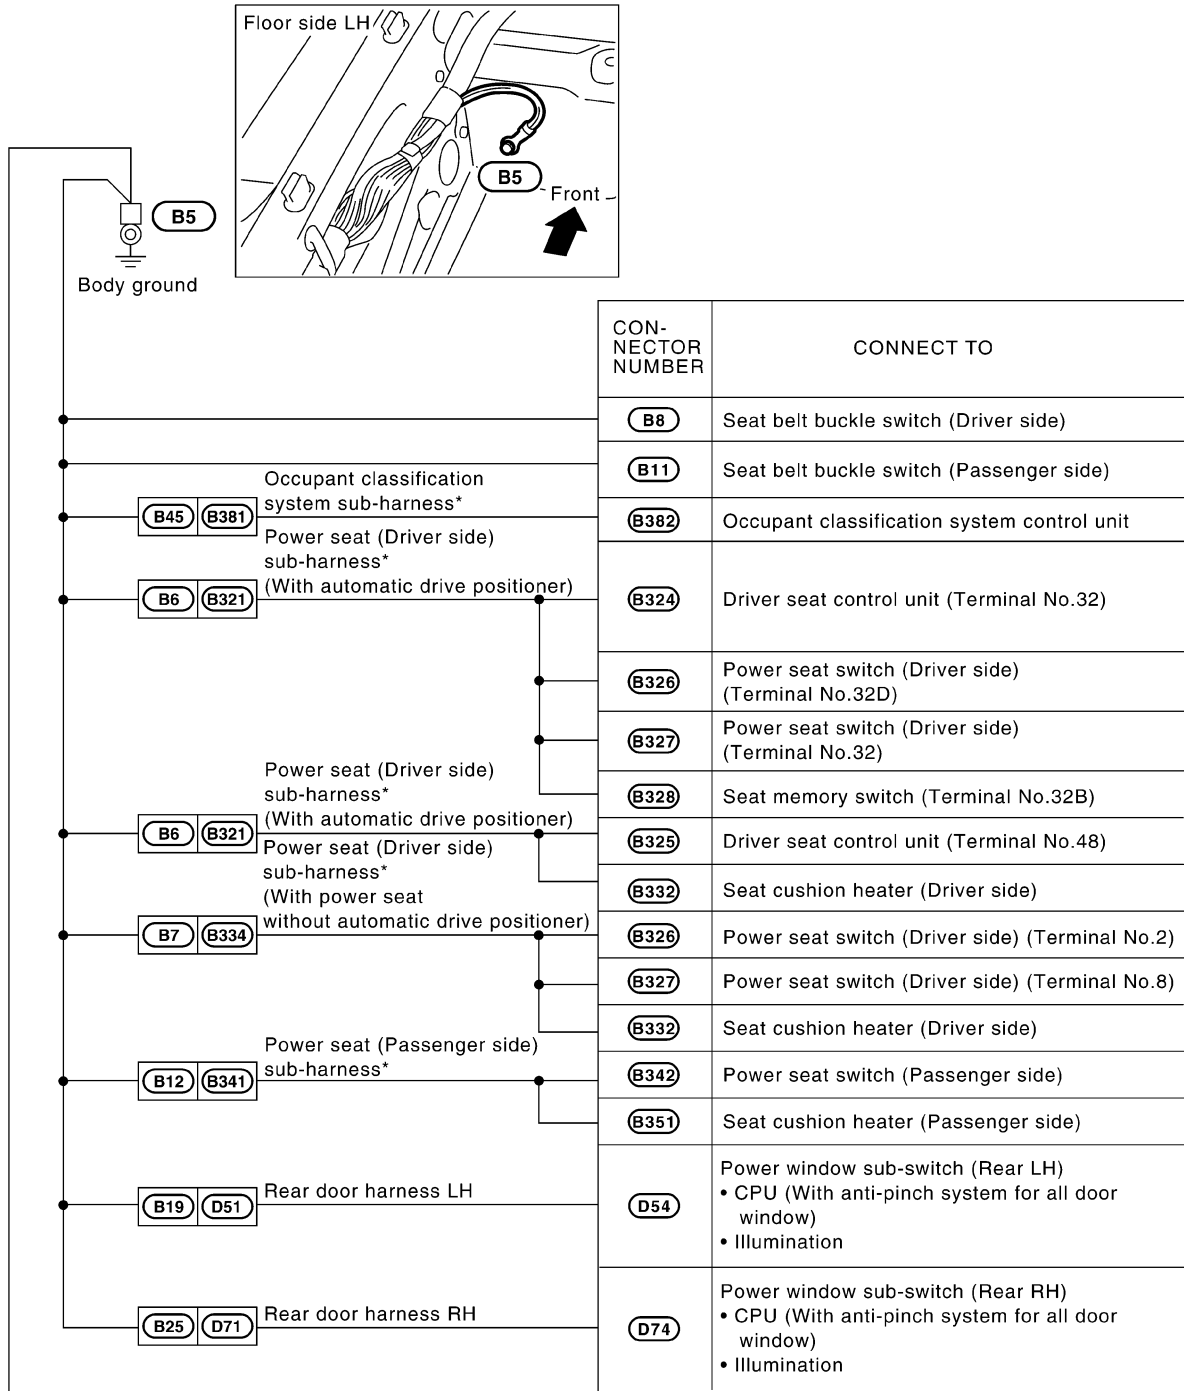 Floor side LH
B5
Front
B5
Body ground
CON-
NECTOR
NUMBER
CONNECT TO
B8
Seat belt buckle switch (Driver side)
B11
Seat belt buckle switch (Passenger side)
Occupant classification
system sub-harness*
B45
B381
B382
Occupant classification system control unit
Power seat (Driver side)
sub-harness*
(With automatic drive positioner)
B6
B321
B324
Driver seat control unit (Terminal No.32)
B326
Power seat switch (Driver side)
(Terminal No.32D)
B327
Power seat switch (Driver side)
(Terminal No.32)
B328
Seat memory switch (Terminal No.32B)
Power seat (Driver side)
sub-harness*
(With automatic drive positioner)
B6
B321
B325
Driver seat control unit (Terminal No.48)
B332
Seat cushion heater (Driver side)
Power seat (Driver side)
sub-harness*
(With power seat
without automatic drive positioner)
B7
B334
B326
Power seat switch (Driver side) (Terminal No.2)
B327
Power seat switch (Driver side) (Terminal No.8)
B332
Seat cushion heater (Driver side)
Power seat (Passenger side)
sub-harness*
B12
B341
B342
Power seat switch (Passenger side)
B351
Seat cushion heater (Passenger side)
Rear door harness LH
B19
D51
D54
Power window sub-switch (Rear LH)
• CPU (With anti-pinch system for all door
window)
• Illumination
Rear door harness RH
B25
D71
D74
Power window sub-switch (Rear RH)
• CPU (With anti-pinch system for all door
window)
• Illumination